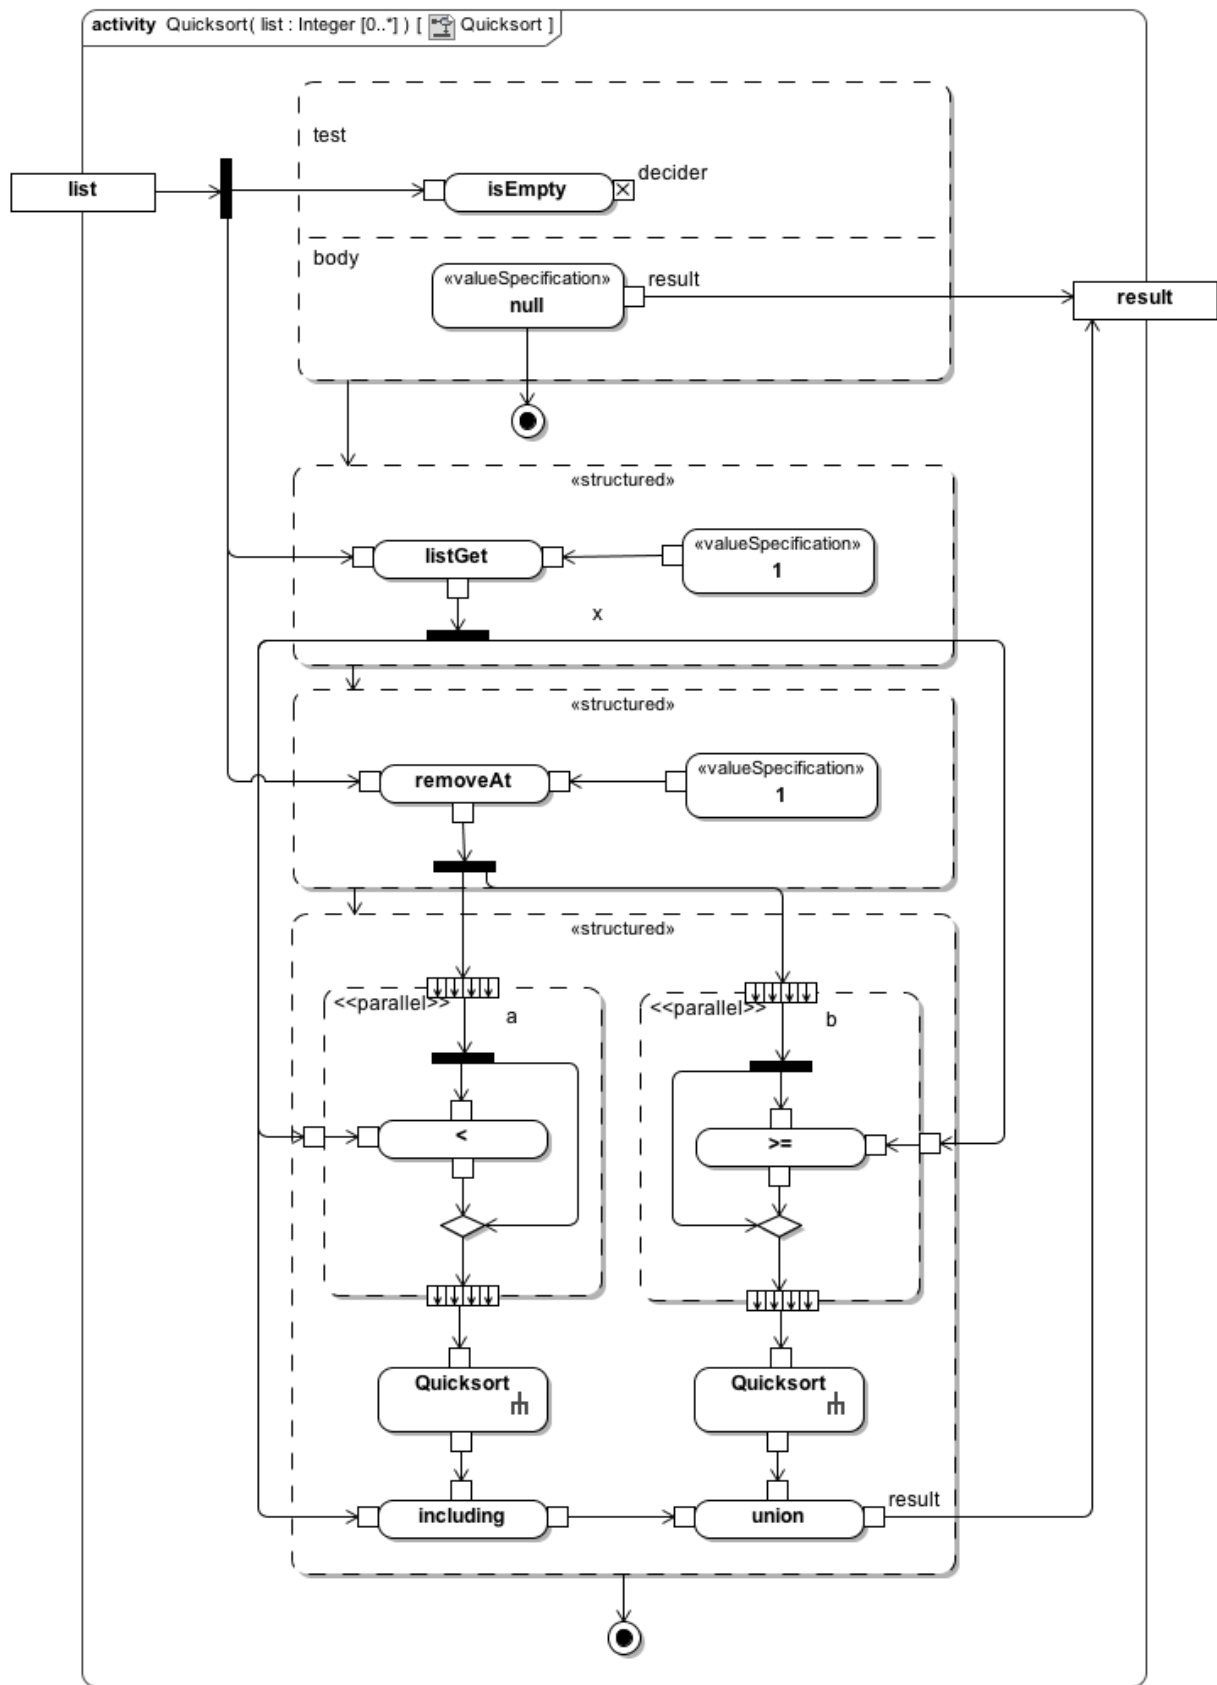 activity Quicksort( list : Integer [0..*] ) [ Quicksort ]
test
decider
list
isEmpty
body
«valueSpecification»
null
result
result
«structured»
listGet
«valueSpecification»
1
x
«structured»
removeAt
«valueSpecification»
1
«structured»
<<parallel>>
a
<<parallel>>
b
<
>=
Quicksort
Quicksort
including
union
result